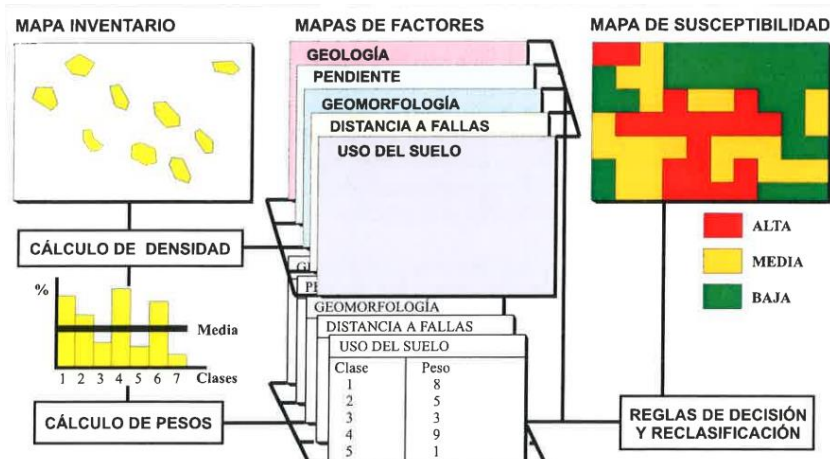 MAPA INVENTARIO
MAPAS DE FACTORES
MAPA DE SUSCEPTIBILIDAD
GEOLOGÍA
PENDIENTE
GEOMORFOLOGÍA
DISTANCIA A FALLAS
USO DEL SUELO
ALTA
MEDIA
BAJA
CÁLCULO DE DENSIDAD
%
Media
1 2 3 4 5 6 7 Clases
CÁLCULO DE PESOS
GEOMORFOLOGÍA
DISTANCIA A FALLAS
USO DEL SUELO
Clase Peso
1 8
2 5
3 3
4 9
5 1
REGLAS DE DECISIÓN
Y RECLASIFICACIÓN